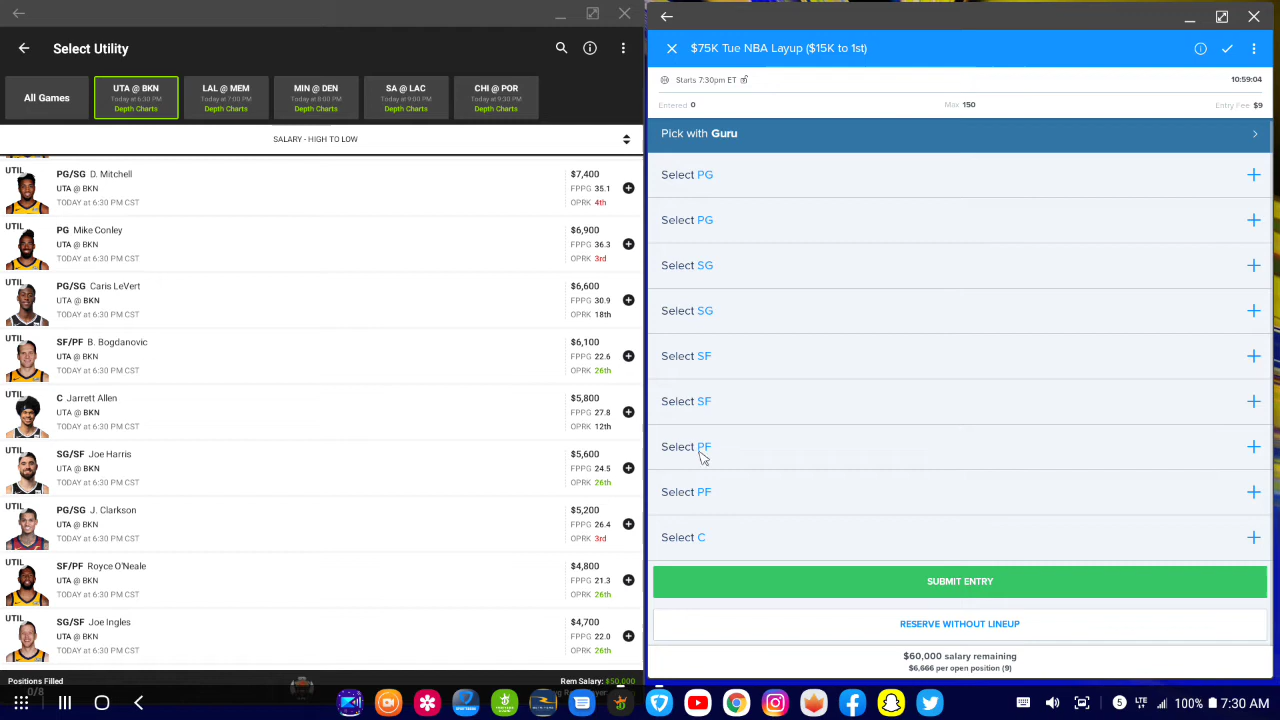 Select Utility
All Games
UTA @ BKN
Today at 6:30 PM
Depth Charts
LAL @ MEM
Today at 7:00 PM
Depth Charts
MIN @ DEN
Today at 8:00 PM
Depth Charts
SA @ LAC
Today at 9:00 PM
Depth Charts
CHI @ POR
Today at 9:30 PM
Depth Charts
SALARY - HIGH TO LOW
UTIL
PG/SG D. Mitchell
UTA @ BKN
TODAY at 6:30 PM CST
$7,400
FPPG 35.1
OPRK 4th
UTIL
PG Mike Conley
UTA @ BKN
TODAY at 6:30 PM CST
$6,900
FPPG 36.3
OPRK 3rd
UTIL
PG/SG Caris LeVert
UTA @ BKN
TODAY at 6:30 PM CST
$6,600
FPPG 30.9
OPRK 18th
UTIL
SF/PF B. Bogdanovic
UTA @ BKN
TODAY at 6:30 PM CST
$6,100
FPPG 22.6
OPRK 26th
UTIL
C Jarrett Allen
UTA @ BKN
TODAY at 6:30 PM CST
$5,800
FPPG 27.8
OPRK 12th
UTIL
SG/SF Joe Harris
UTA @ BKN
TODAY at 6:30 PM CST
$5,600
FPPG 24.5
OPRK 26th
UTIL
PG/SG J. Clarkson
UTA @ BKN
TODAY at 6:30 PM CST
$5,200
FPPG 26.4
OPRK 3rd
UTIL
SF/PF Royce O'Neale
UTA @ BKN
TODAY at 6:30 PM CST
$4,800
FPPG 21.3
OPRK 26th
UTIL
SG/SF Joe Ingles
UTA @ BKN
TODAY at 6:30 PM CST
$4,700
FPPG 22.0
OPRK 26th
Positions Filled
0/8
Rem Salary: $50,000
$75K Tue NBA Layup ($15K to 1st)
Starts 7:30pm ET
10:59:04
Entered 0
Max 150
Entry Fee $9
Pick with Guru
Select PG
Select PG
Select SG
Select SG
Select SF
Select SF
Select PF
Select PF
Select C
SUBMIT ENTRY
RESERVE WITHOUT LINEUP
$60,000 salary remaining
$6,666 per open position (9)
5
LTE
100%
7:30 AM